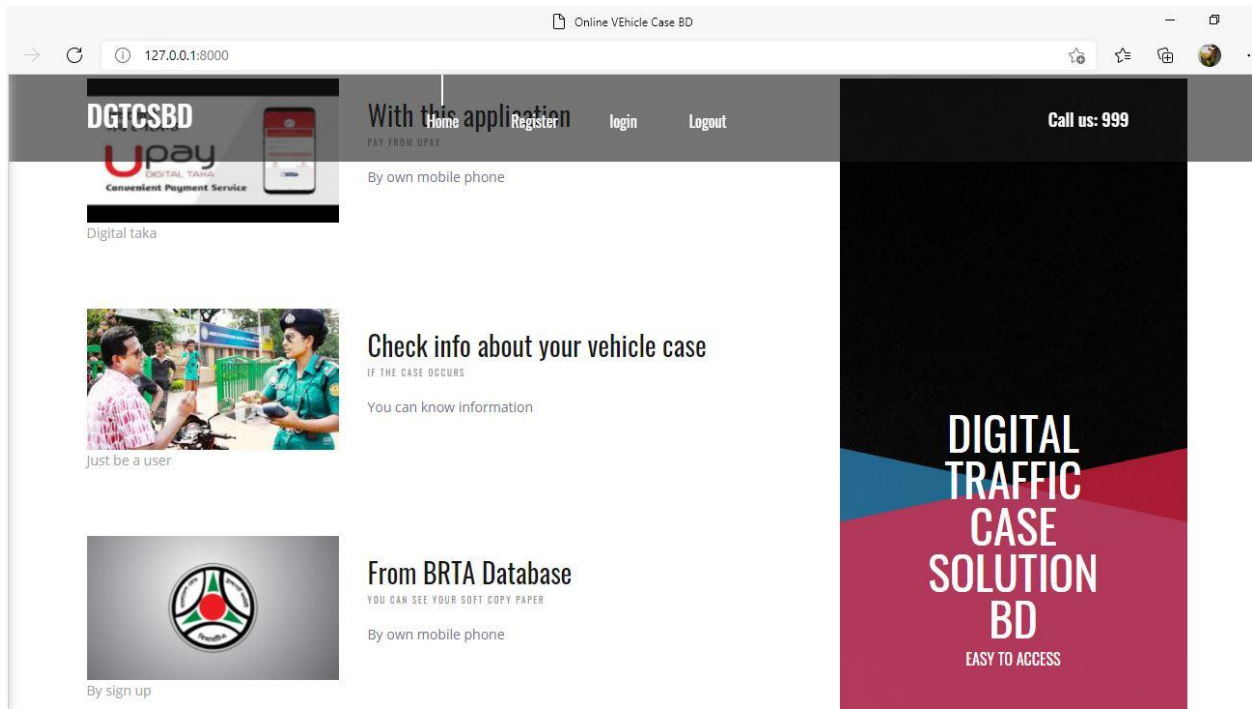 Online VEhicle Case BD
127.0.0.1:8000
DGTCSBD
Home
Register
login
Logout
Call us: 999
Upay
DIGITAL TAKA
Convenient Payment Service
Digital taka
With this application
PAY FROM UPAY
By own mobile phone
Check info about your vehicle case
IF THE CASE OCCURS
You can know information
Just be a user
From BRTA Database
YOU CAN SEE YOUR SOFT COPY PAPER
By own mobile phone
By sign up
DIGITAL
TRAFFIC
CASE
SOLUTION
BD
EASY TO ACCESS